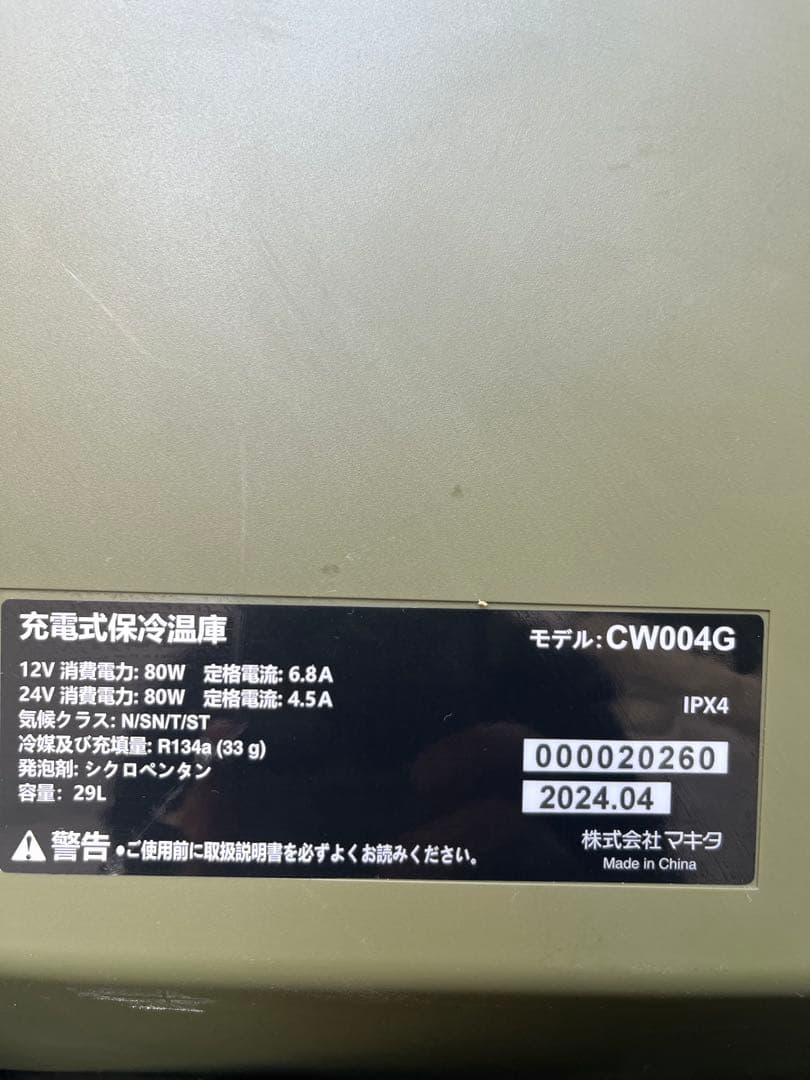 充電式保冷温庫
モデル:CW004G
12V 消費電力: 80W 定格電流: 6.8A
24V 消費電力: 80W 定格電流: 4.5A
気候クラス: N/SN/T/ST
IPX4
冷媒及び充填量: R134a (33 g)
000020260
発泡剤: シクロペンタン
容量: 29L
2024.04
警告 ●ご使用前に取扱説明書を必ずよくお読みください。
株式会社マキタ
Made in China